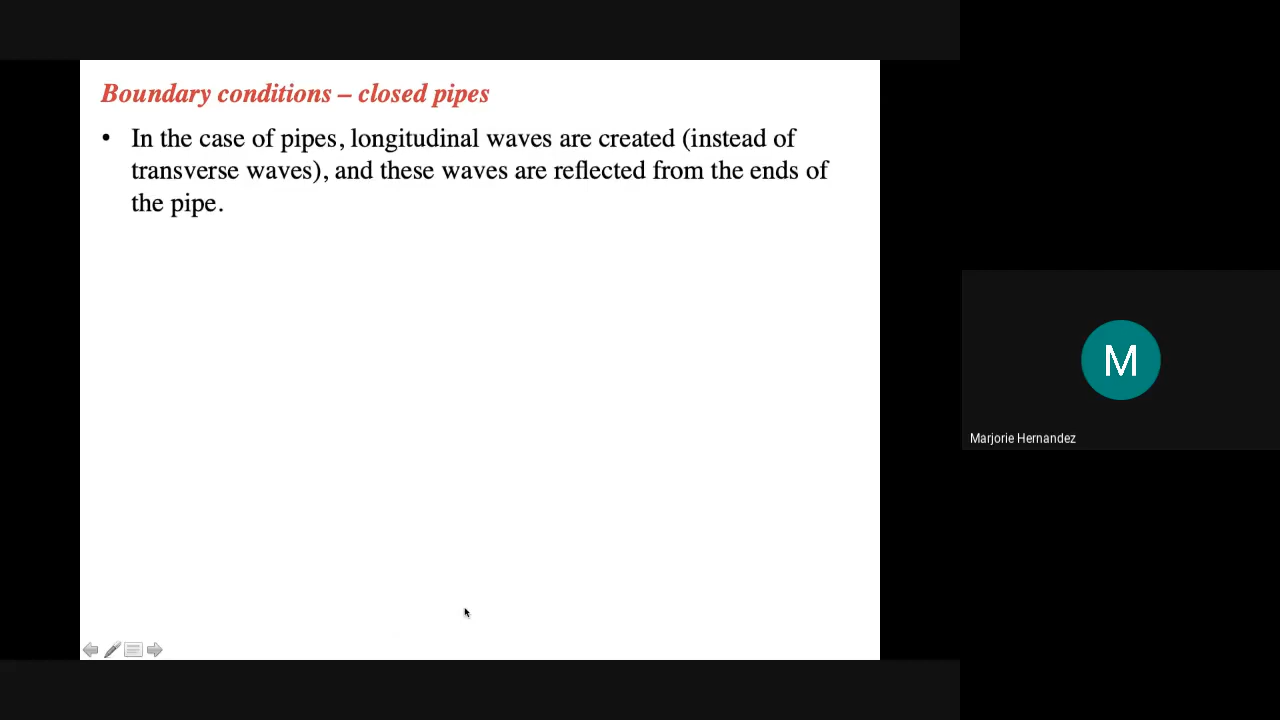 Boundary conditions – closed pipes
• In the case of pipes, longitudinal waves are created (instead of
transverse waves), and these waves are reflected from the ends of
the pipe.
M
Marjorie Hernandez